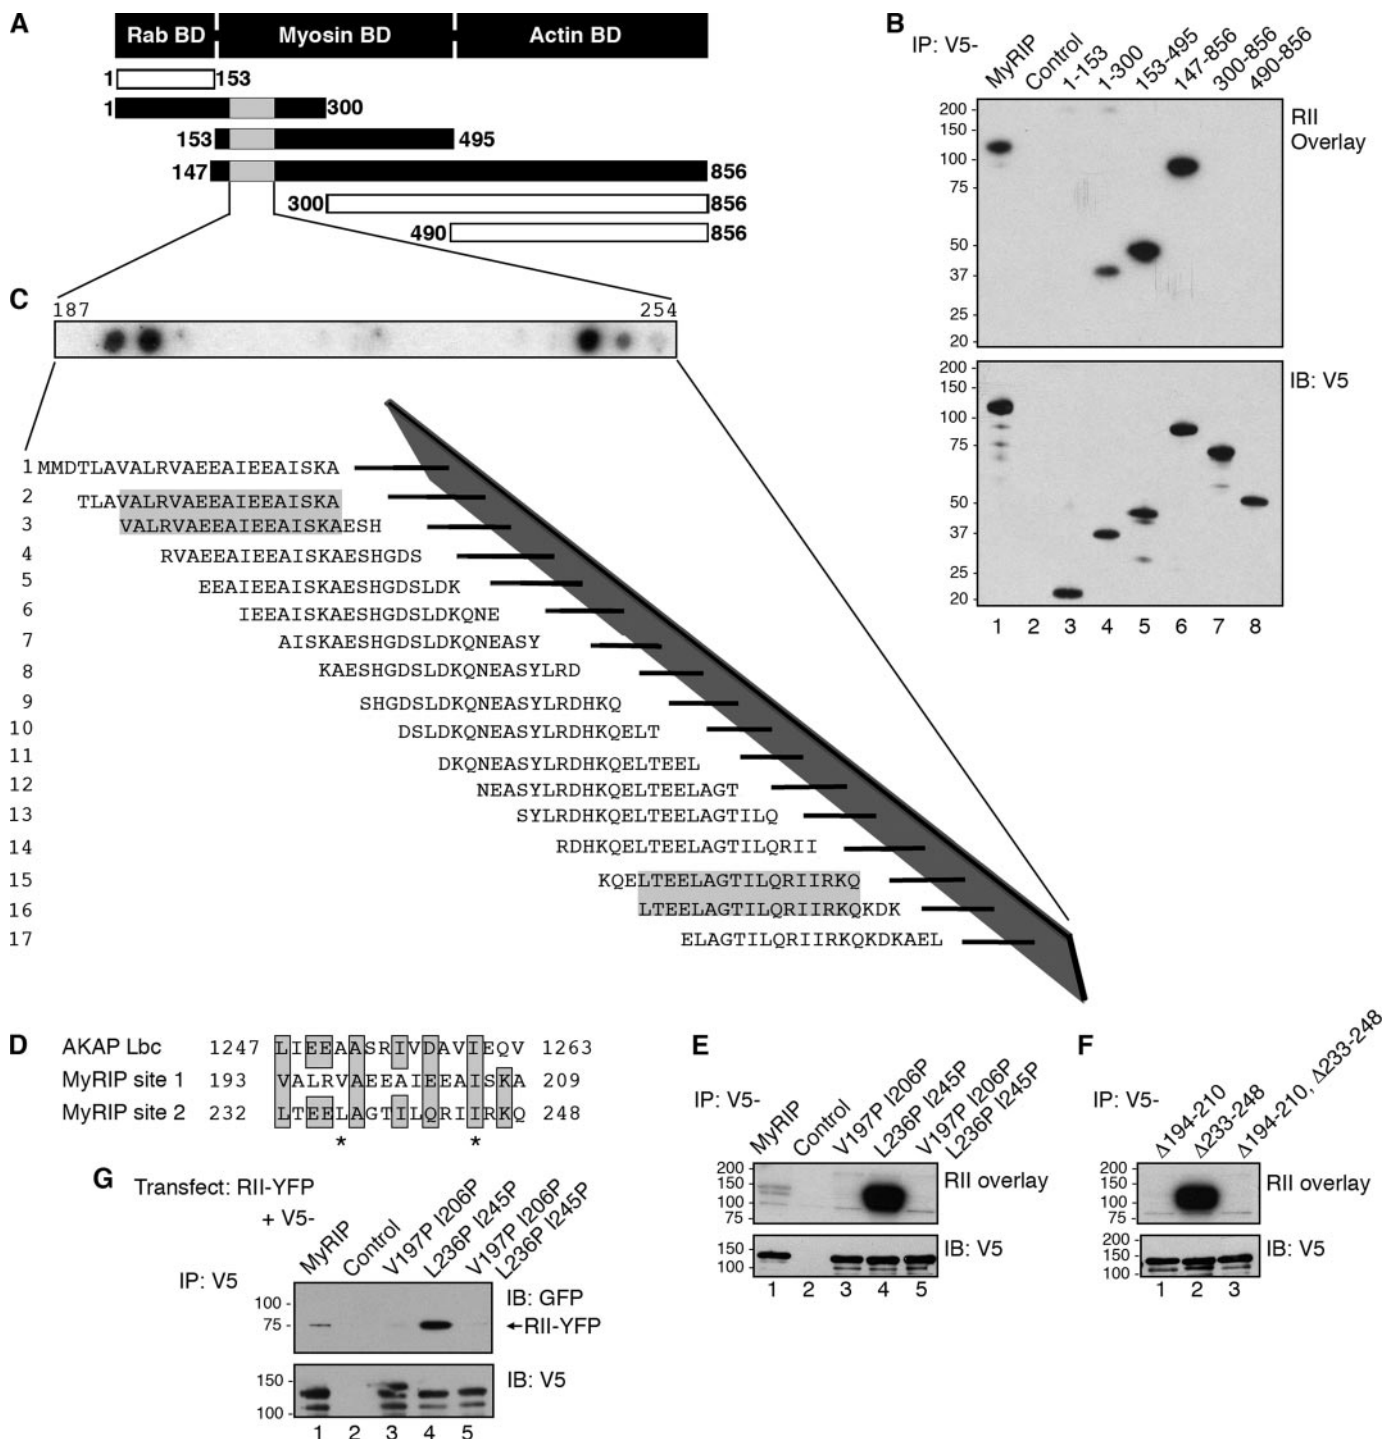 A
Rab BD Myosin BD Actin BD
1 153
1 300
153 495
147 856
300 856
490 856
B
IP: V5-
MyRIP Control 1-153 1-300 153-495 147-856 300-856 490-856
200
150
100
75
50
37
25
20
RII
Overlay
200
150
100
75
50
37
25
20
IB: V5
1 2 3 4 5 6 7 8
C
187 254
1 MMDTLAVALRVAEEAIEEAISKA
2 TLAVALRVAEEAIEEAISKA
3 VALRVAEEAIEEAISKAESH
4 RVAEEAIEEAISKAESHGDS
5 EEAIEEAISKAESHGDSLDK
6 IEEAISKAESHGDSLDKQNE
7 AISKAESHGDSLDKQNEASY
8 KAESHGDSLDKQNEASYLRD
9 SHGDSLDKQNEASYLRDHKQ
10 DSLDKQNEASYLRDHKQELT
11 DKQNEASYLRDHKQELTEEL
12 NEASYLRDHKQELTEELAGT
13 SYLRDHKQELTEELAGTILQ
14 RDHKQELTEELAGTILQRII
15 KQELTEELAGTILQRIIRKQ
16 LTEELAGTILQRIIRKQKDK
17 ELAGTILQRIIRKQKDKAEL
D
AKAP Lbc 1247 LIEEAASRIVDAVIEQV 1263
MyRIP site 1 193 VALRVAEEAIEEAISKA 209
MyRIP site 2 232 LTEELAGTILQRIIRKQ 248
* *
E
IP: V5-
MyRIP Control V197P I206P L236P I245P V197P I206P L236P I245P
200
150
100
75
RII overlay
150
100
IB: V5
1 2 3 4 5
F
IP: V5-
Δ194-210 Δ233-248 Δ194-210, Δ233-248
200
150
100
75
RII overlay
200
150
100
IB: V5
1 2 3
G
Transfect: RII-YFP
+ V5-
MyRIP Control V197P I206P L236P I245P V197P I206P L236P I245P
IP: V5
100
75
IB: GFP
←RII-YFP
150
100
IB: V5
1 2 3 4 5